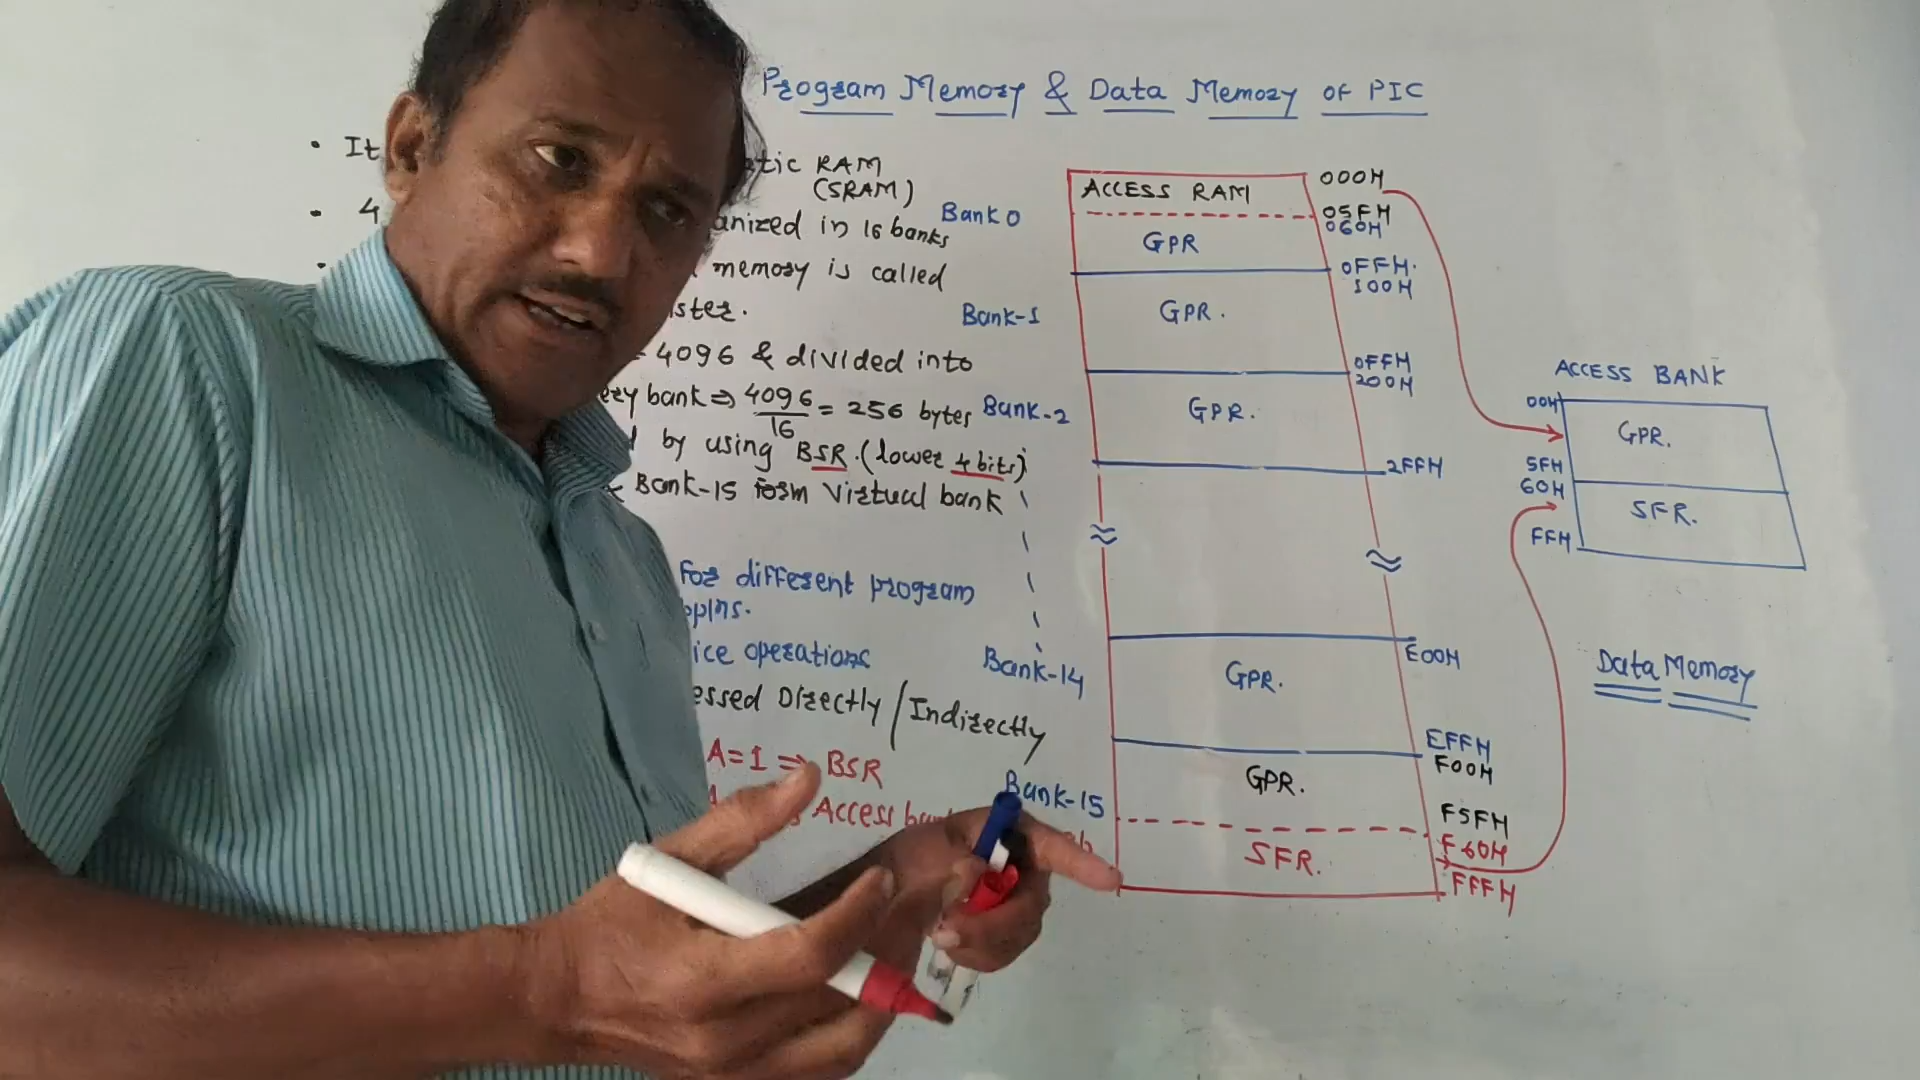 Program Memory & Data Memory of PIC
It
tic RAM
(SRAM)
4
anized in 16 banks
memory is called
ister.
= 4096 & divided into
ery bank ⇒ 4096/16 = 256 bytes
d by using BSR. (lower 4 bits)
Bank-15 form Virtual bank
For different program
pplns.
ice operations
essed Directly / Indirectly
A=1 ⇒ BSR
Access ban
Bank 0
Bank-1
Bank-2
Bank-14
Bank-15
ACCESS RAM
GPR
GPR.
GPR.
GPR.
GPR.
SFR.
000H
05FH
060H
0FFH.
100H
0FFH
200H
2FFH
E00H
EFFH
F00H
F5FH
F60H
FFFH
ACCESS BANK
00H
GPR.
5FH
60H
SFR.
FFH
Data Memory